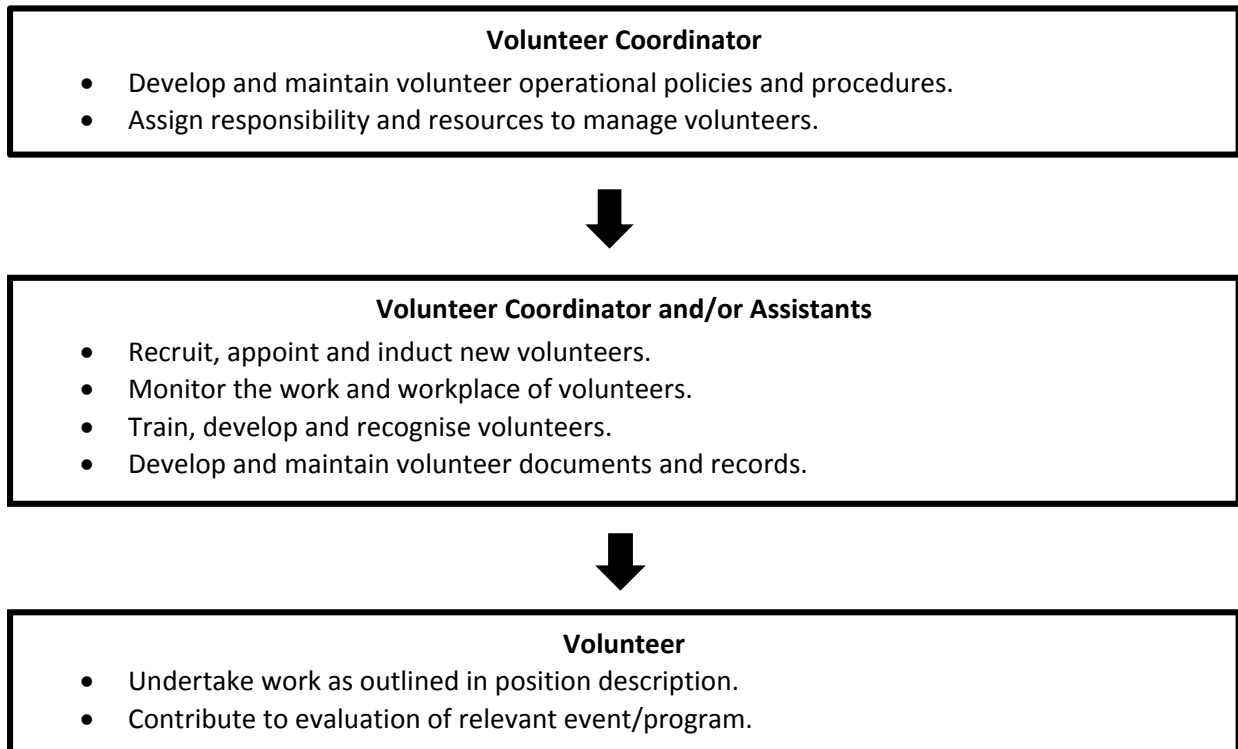 Volunteer Coordinator
• Develop and maintain volunteer operational policies and procedures.
• Assign responsibility and resources to manage volunteers.
Volunteer Coordinator and/or Assistants
• Recruit, appoint and induct new volunteers.
• Monitor the work and workplace of volunteers.
• Train, develop and recognise volunteers.
• Develop and maintain volunteer documents and records.
Volunteer
• Undertake work as outlined in position description.
• Contribute to evaluation of relevant event/program.